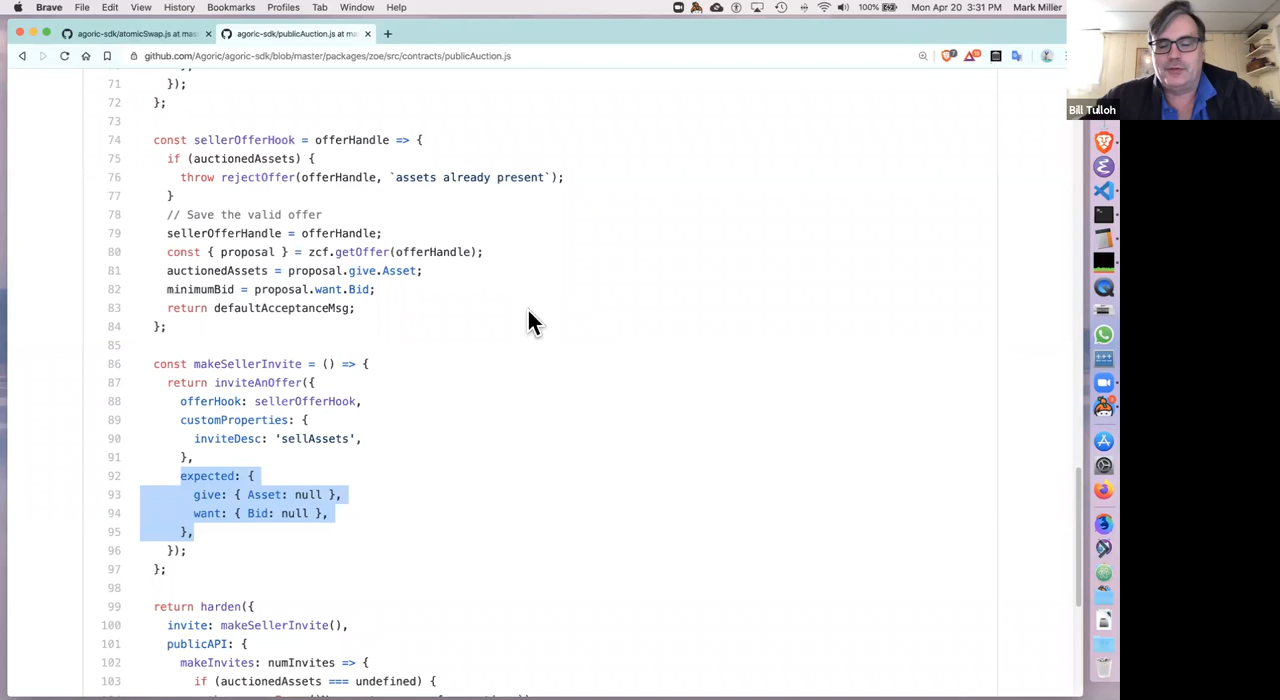 Brave File Edit View History Bookmarks Profiles Tab Window Help 100% Mon Apr 20 3:31 PM Mark Miller
agoric-sdk/atomicSwap.js at mas agoric-sdk/publicAuction.js at ma
github.com/Agoric/agoric-sdk/blob/master/packages/zoe/src/contracts/publicAuction.js
Bill Tulloh
71 });
72 };
73
74 const sellerOfferHook = offerHandle => {
75 if (auctionedAssets) {
76 throw rejectOffer(offerHandle, `assets already present`);
77 }
78 // Save the valid offer
79 sellerOfferHandle = offerHandle;
80 const { proposal } = zcf.getOffer(offerHandle);
81 auctionedAssets = proposal.give.Asset;
82 minimumBid = proposal.want.Bid;
83 return defaultAcceptanceMsg;
84 };
85
86 const makeSellerInvite = () => {
87 return inviteAnOffer({
88 offerHook: sellerOfferHook,
89 customProperties: {
90 inviteDesc: 'sellAssets',
91 },
92 expected: {
93 give: { Asset: null },
94 want: { Bid: null },
95 },
96 });
97 };
98
99 return harden({
100 invite: makeSellerInvite(),
101 publicAPI: {
102 makeInvites: numInvites => {
103 if (auctionedAssets === undefined) {